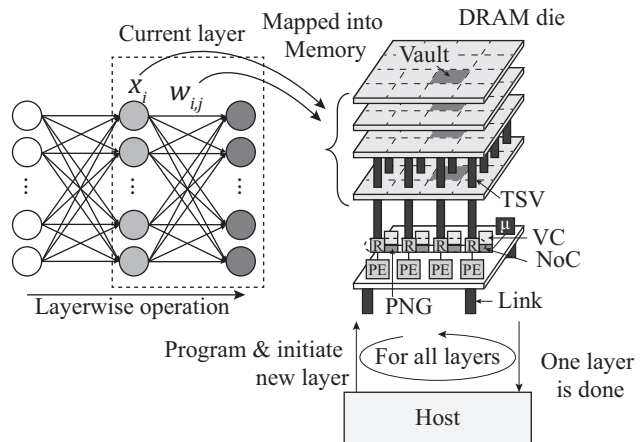 Current layer
Mapped into
Memory
DRAM die
Vault
x_i
w_{i,j}
TSV
μ
R R R R
VC
NoC
PE PE PE PE
PNG
Link
Layerwise operation
Program & initiate
new layer
For all layers
One layer
is done
Host